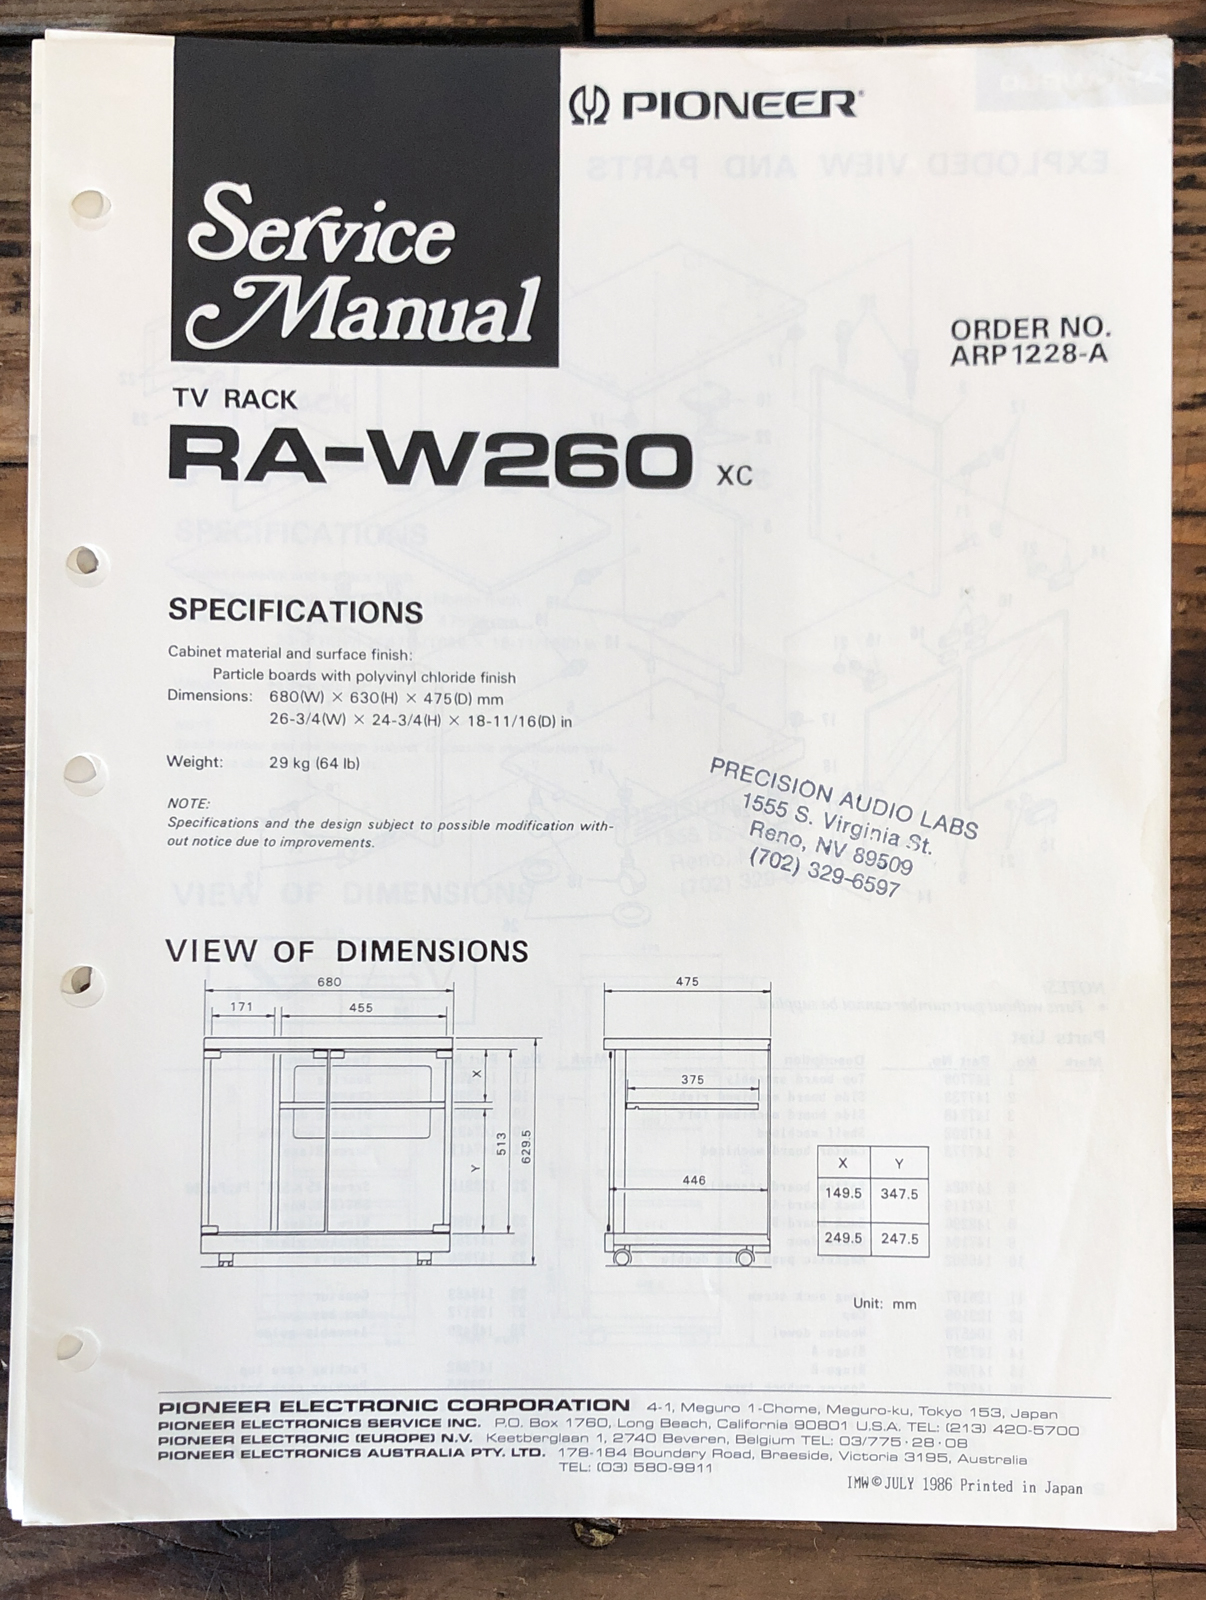 PIONEER®
Service
Manual
ORDER NO.
ARP1228-A
TV RACK
RA-W260 XC
SPECIFICATIONS
Cabinet material and surface finish:
Particle boards with polyvinyl chloride finish
Dimensions: 680(W) × 630(H) × 475(D) mm
26-3/4(W) × 24-3/4(H) × 18-11/16(D) in
Weight: 29 kg (64 lb)
NOTE:
Specifications and the design subject to possible modification with-
out notice due to improvements.
PRECISION AUDIO LABS
1555 S. Virginia St.
Reno, NV 89509
(702) 329-6597
VIEW OF DIMENSIONS
680
171 455
X
Y
513
629.5
475
375
446
X Y
149.5 347.5
249.5 247.5
Unit: mm
PIONEER ELECTRONIC CORPORATION 4-1, Meguro 1-Chome, Meguro-ku, Tokyo 153, Japan
PIONEER ELECTRONICS SERVICE INC. P.O. Box 1760, Long Beach, California 90801 U.S.A. TEL: (213) 420-5700
PIONEER ELECTRONIC (EUROPE) N.V. Keetberglaan 1, 2740 Beveren, Belgium TEL: 03/775·28·08
PIONEER ELECTRONICS AUSTRALIA PTY. LTD. 178-184 Boundary Road, Braeside, Victoria 3195, Australia
TEL: (03) 580-9911
IMW © JULY 1986 Printed in Japan